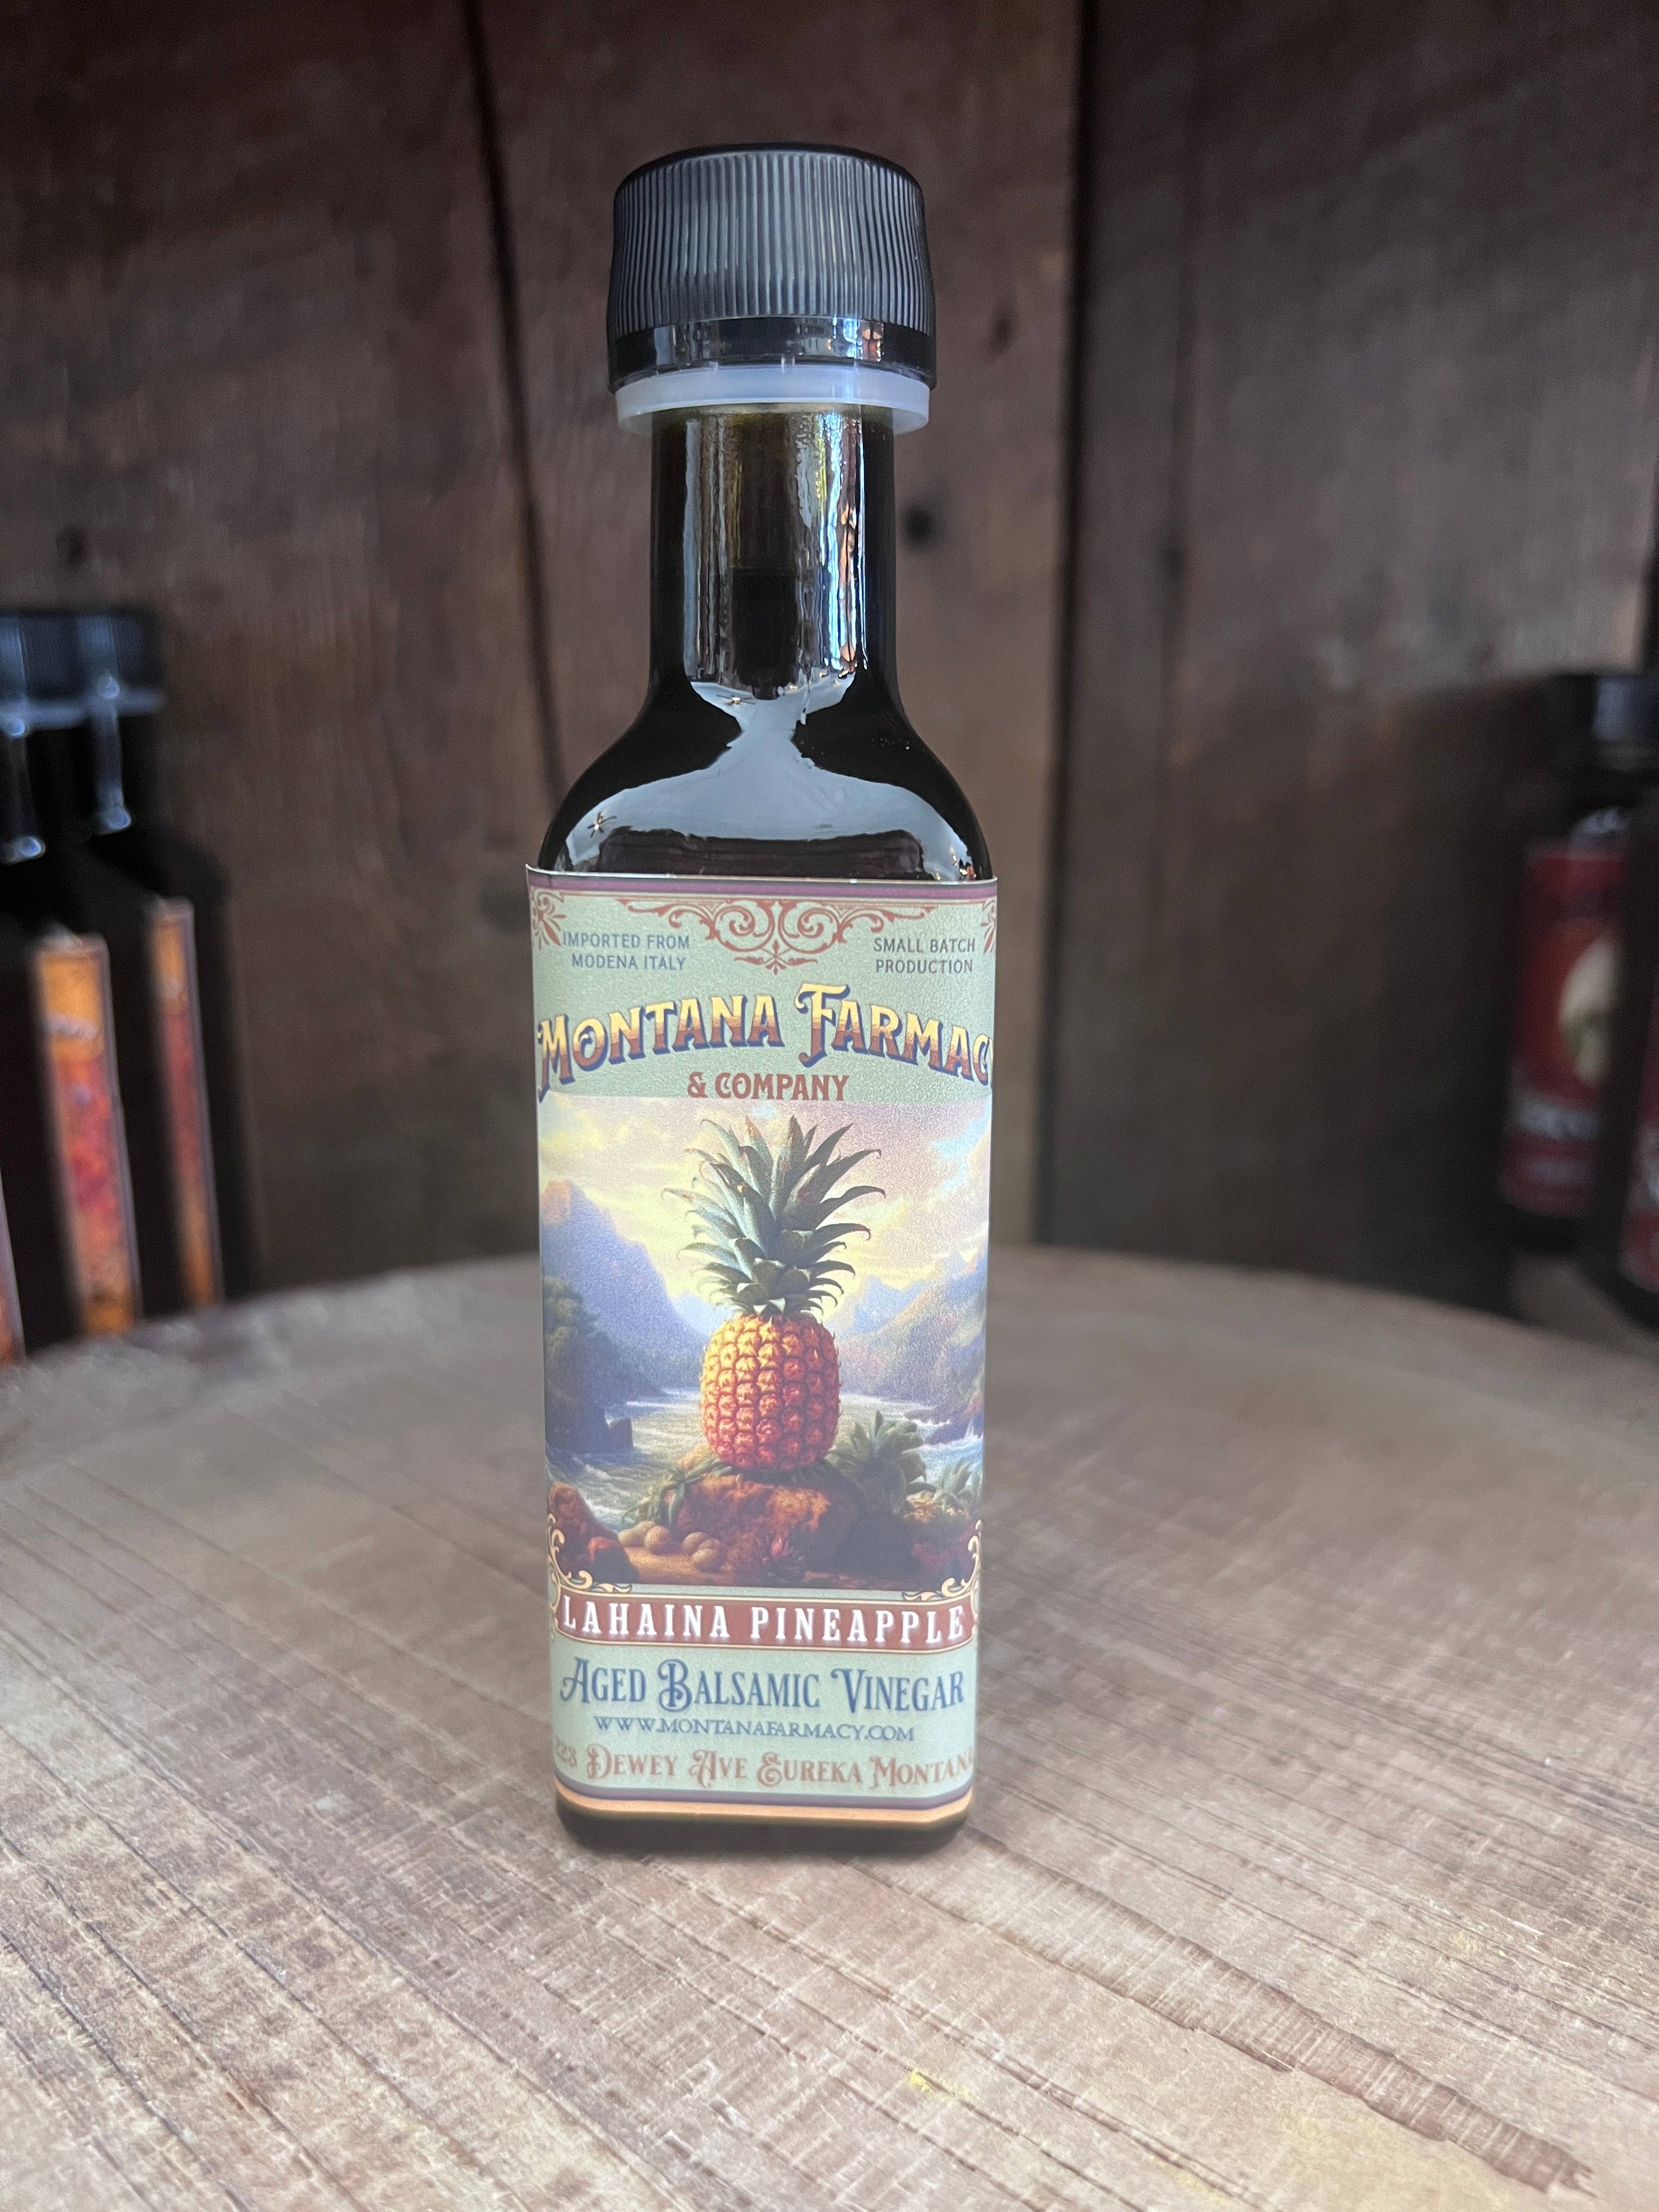 IMPORTED FROM
MODENA ITALY
SMALL BATCH
PRODUCTION
MONTANA FARMAC
& COMPANY
LAHAINA PINEAPPLE
AGED BALSAMIC VINEGAR
WWW.MONTANAFARMACY.COM
223 DEWEY AVE EUREKA MONTANA